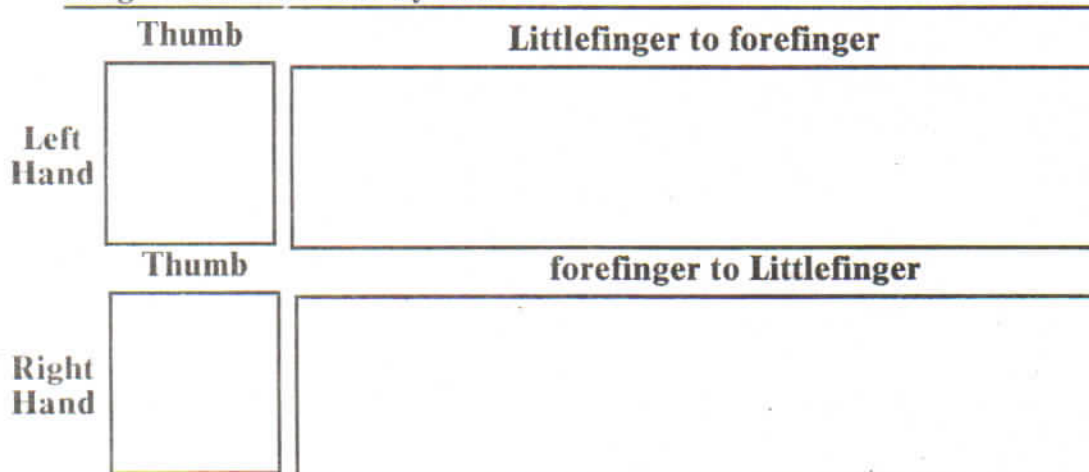 Thumb Littlefinger to forefinger
Left
Hand
Thumb forefinger to Littlefinger
Right
Hand